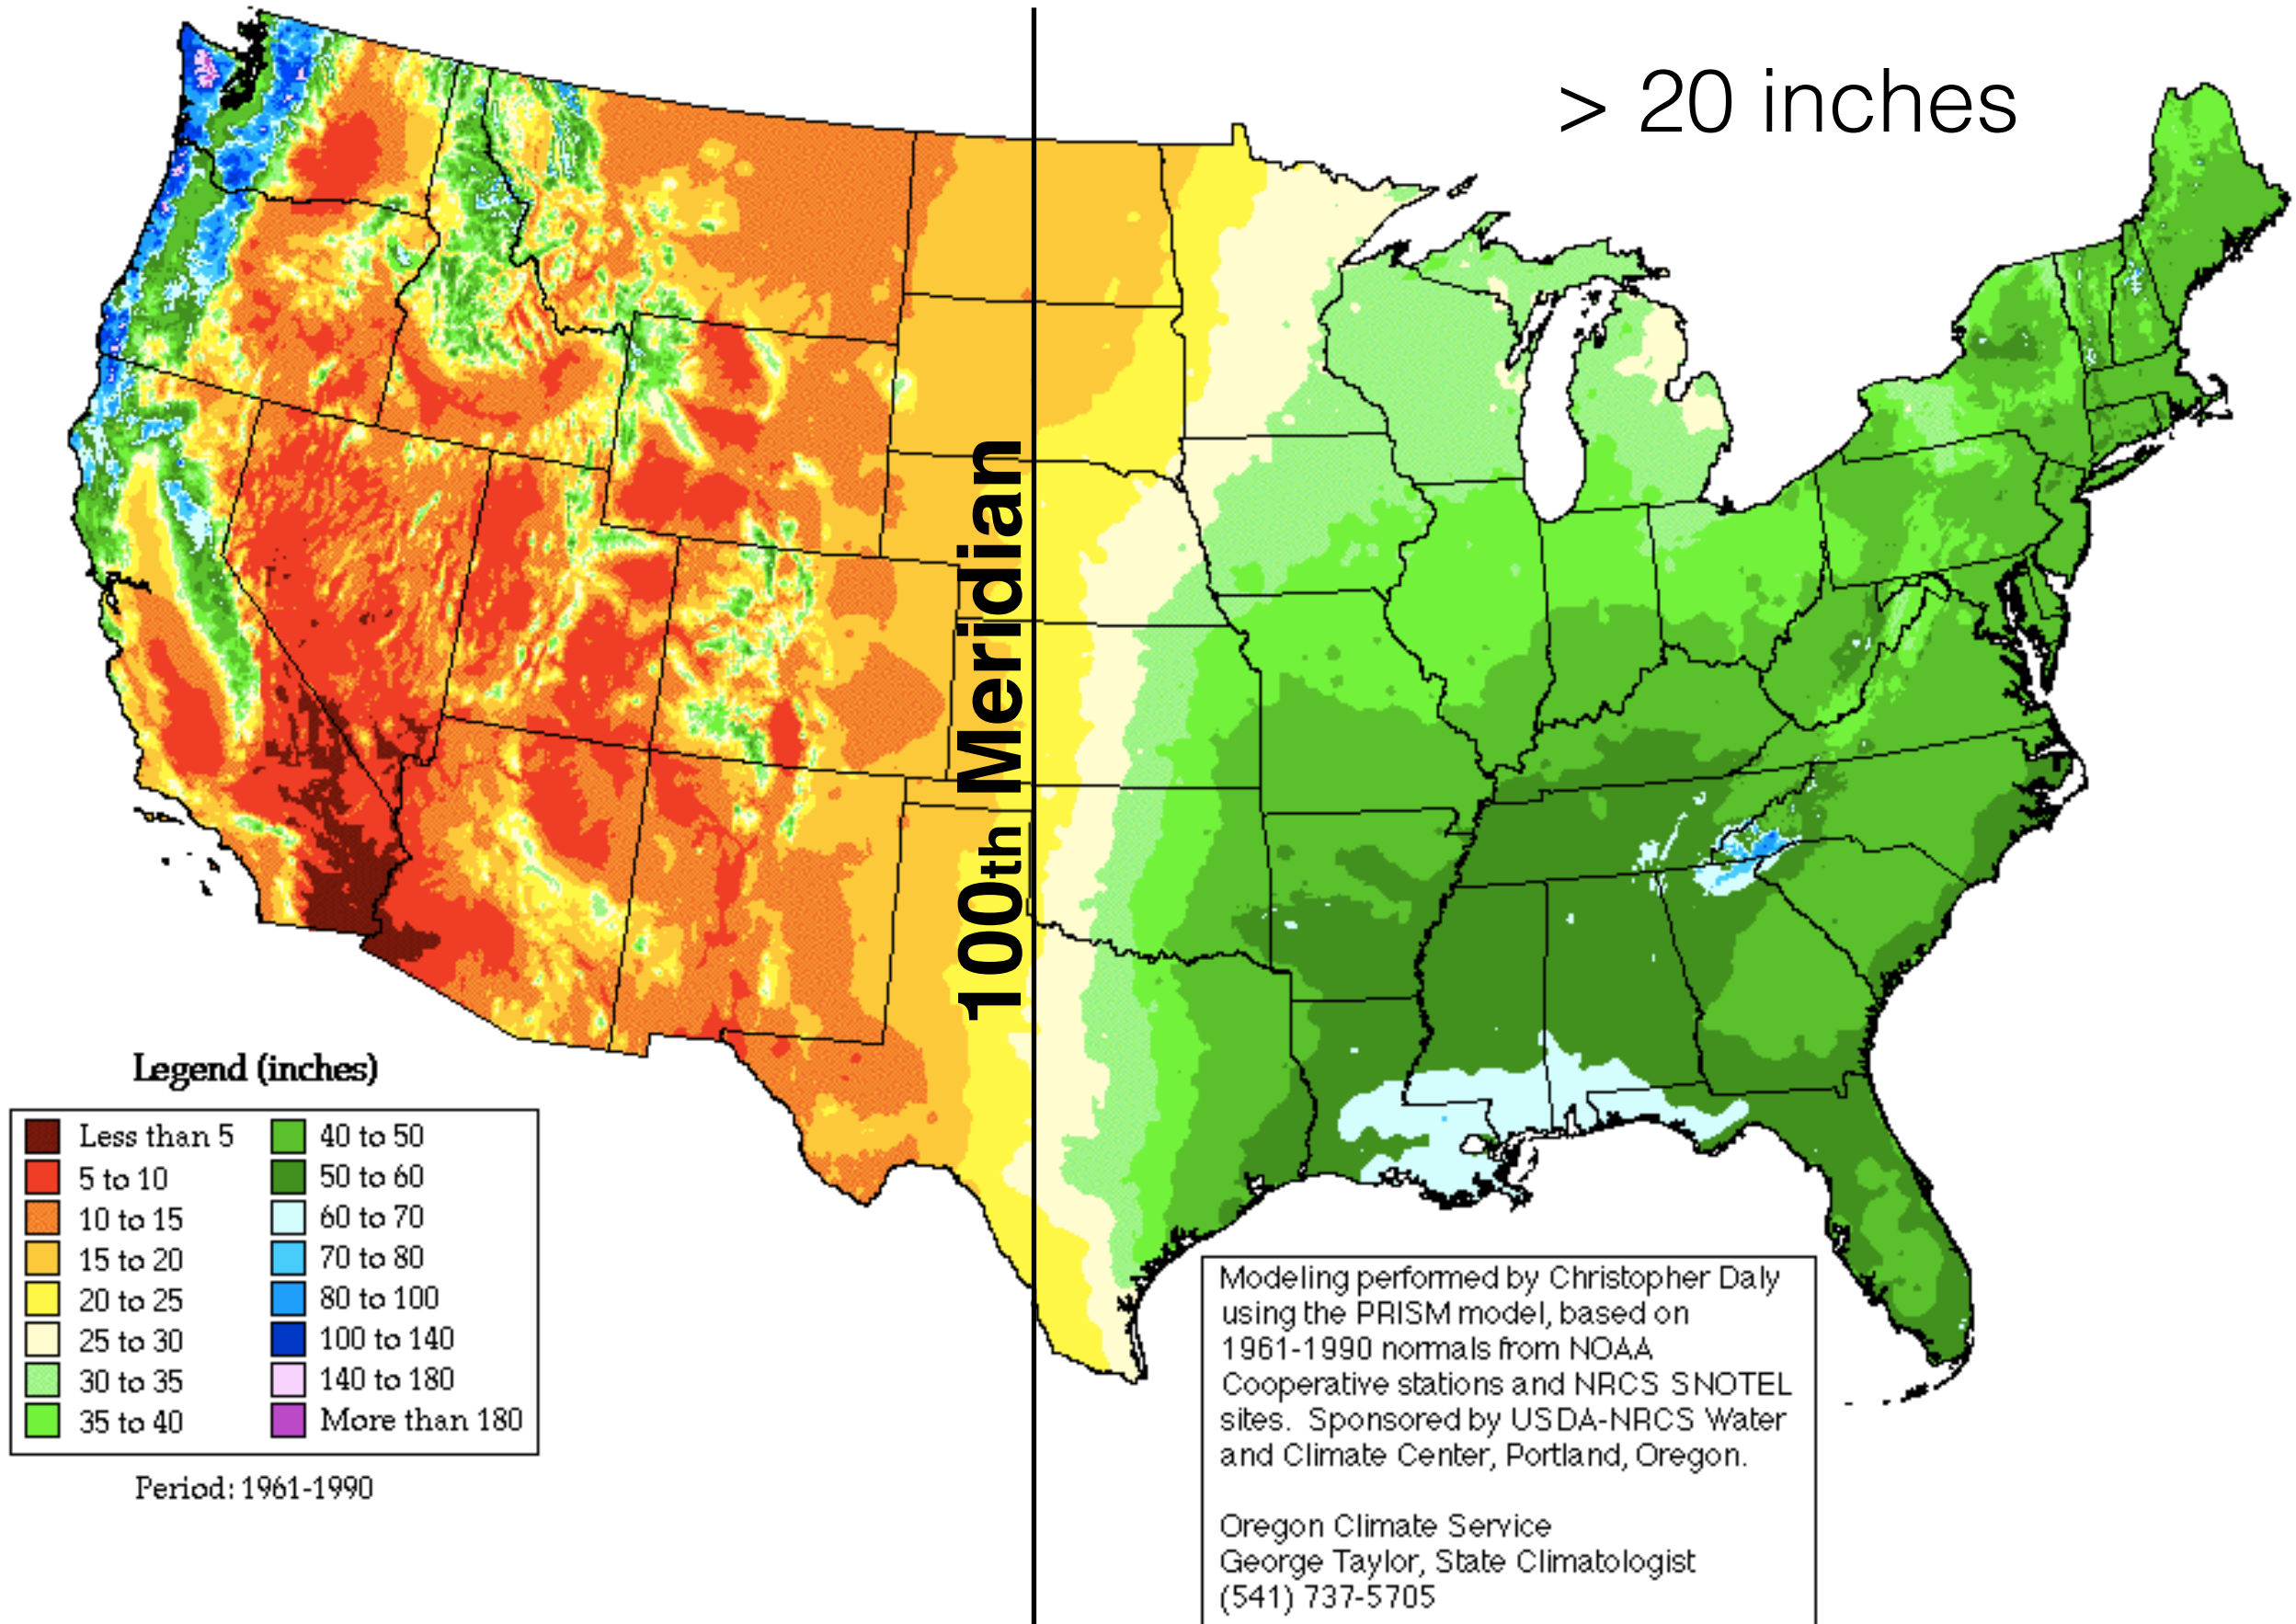 > 20 inches
100th Meridian
Legend (inches)
Less than 5
5 to 10
10 to 15
15 to 20
20 to 25
25 to 30
30 to 35
35 to 40
40 to 50
50 to 60
60 to 70
70 to 80
80 to 100
100 to 140
140 to 180
More than 180
Period: 1961-1990
Modeling performed by Christopher Daly
using the PRISM model, based on
1961-1990 normals from NOAA
Cooperative stations and NRCS SNOTEL
sites. Sponsored by USDA-NRCS Water
and Climate Center, Portland, Oregon.
Oregon Climate Service
George Taylor, State Climatologist
(541) 737-5705